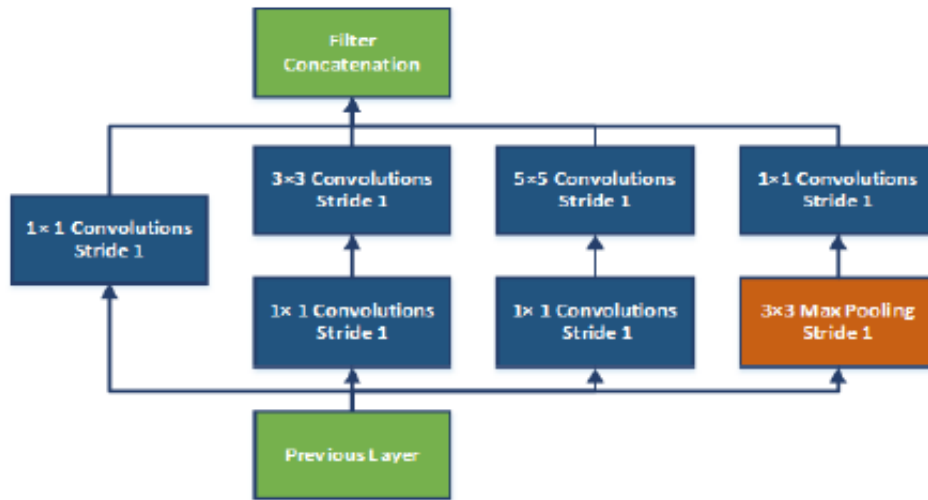 Filter
Concatenation
3×3 Convolutions
Stride 1
5×5 Convolutions
Stride 1
1×1 Convolutions
Stride 1
1× 1 Convolutions
Stride 1
1× 1 Convolutions
Stride 1
1× 1 Convolutions
Stride 1
3×3 Max Pooling
Stride 1
Previous Layer